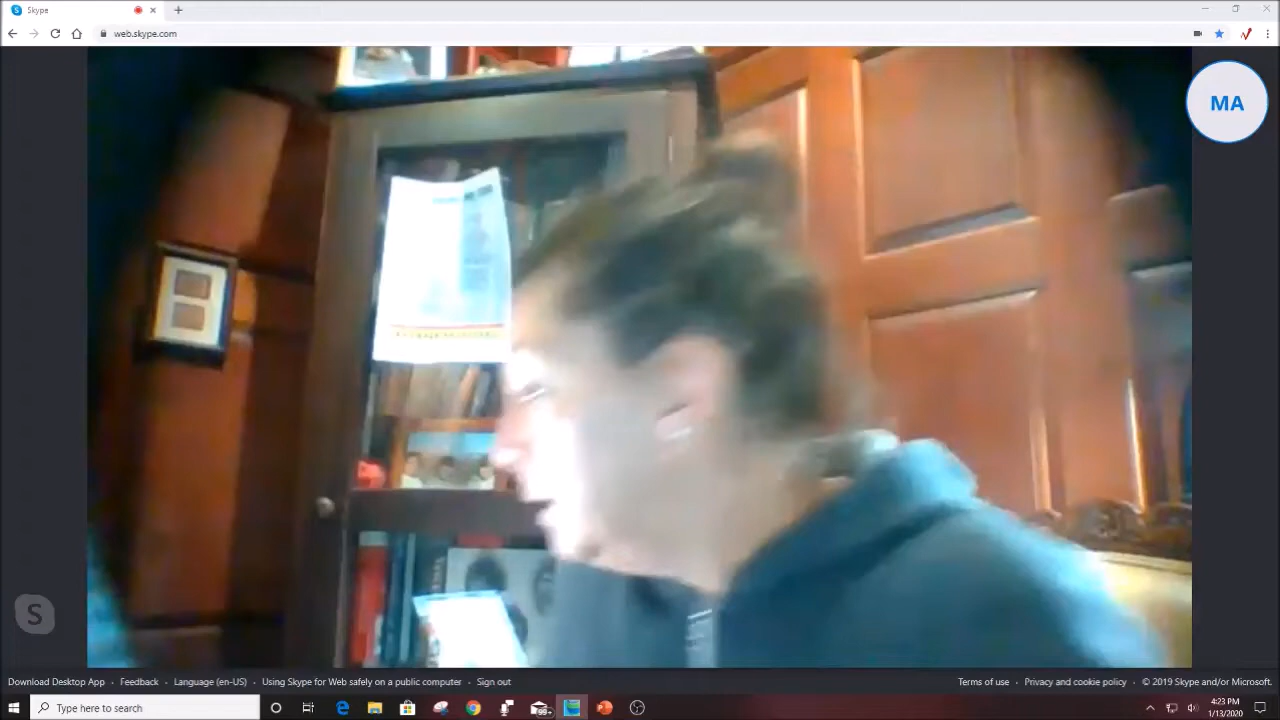 Skype
web.skype.com
MA
S
Download Desktop App Feedback Language (en-US) Using Skype for Web safely on a public computer Sign out Terms of use Privacy and cookie policy © 2019 Skype and/or Microsoft.
Type here to search
99+
4:23 PM
1/13/2020